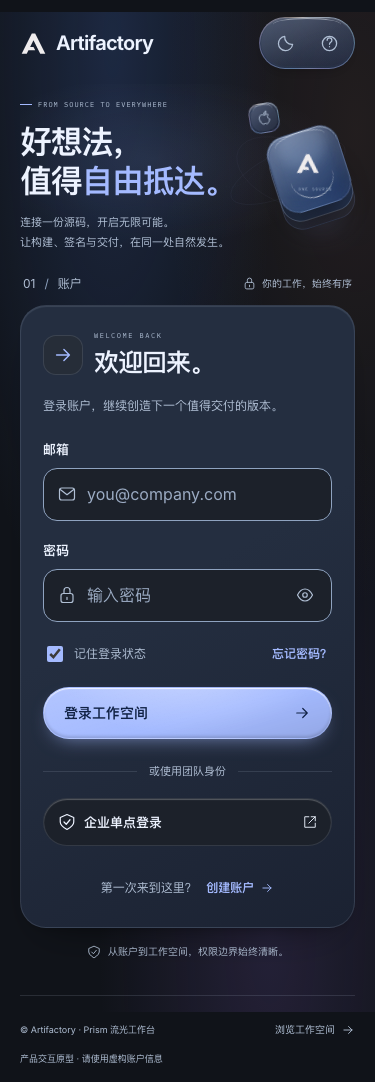 Artifactory
FROM SOURCE TO EVERYWHERE
好想法，
值得自由抵达。
连接一份源码，开启无限可能。
让构建、签名与交付，在同一处自然发生。
01 / 账户
你的工作，始终有序
WELCOME BACK
欢迎回来。
登录账户，继续创造下一个值得交付的版本。
邮箱
you@company.com
密码
输入密码
记住登录状态
忘记密码?
登录工作空间
或使用团队身份
企业单点登录
第一次来到这里？ 创建账户
从账户到工作空间，权限边界始终清晰。
© Artifactory · Prism 流光工作台
浏览工作空间
产品交互原型 · 请使用虚构账户信息